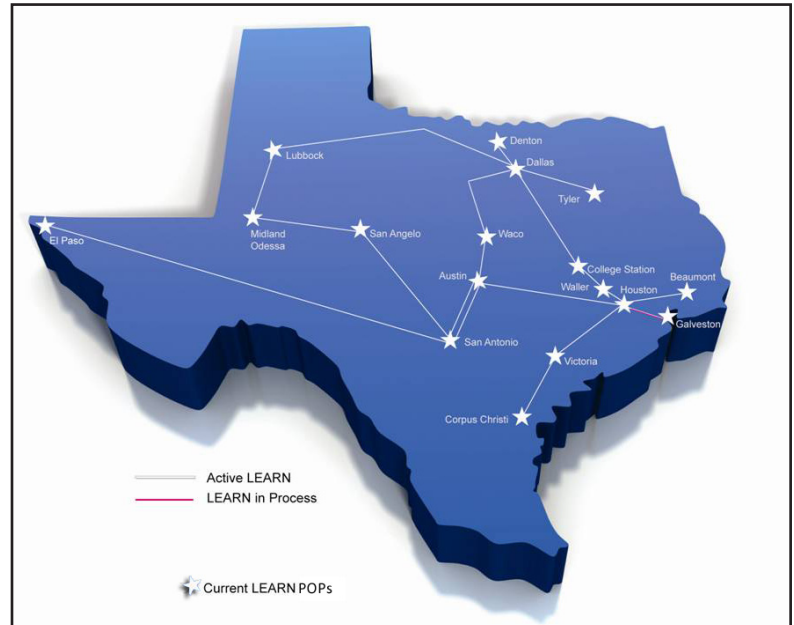 Denton
Dallas
Lubbock
Tyler
El Paso
Midland
Odessa
San Angelo
Waco
College Station
Beaumont
Austin
Waller
Houston
Galveston
San Antonio
Victoria
Corpus Christi
Active LEARN
LEARN in Process
Current LEARN POPs